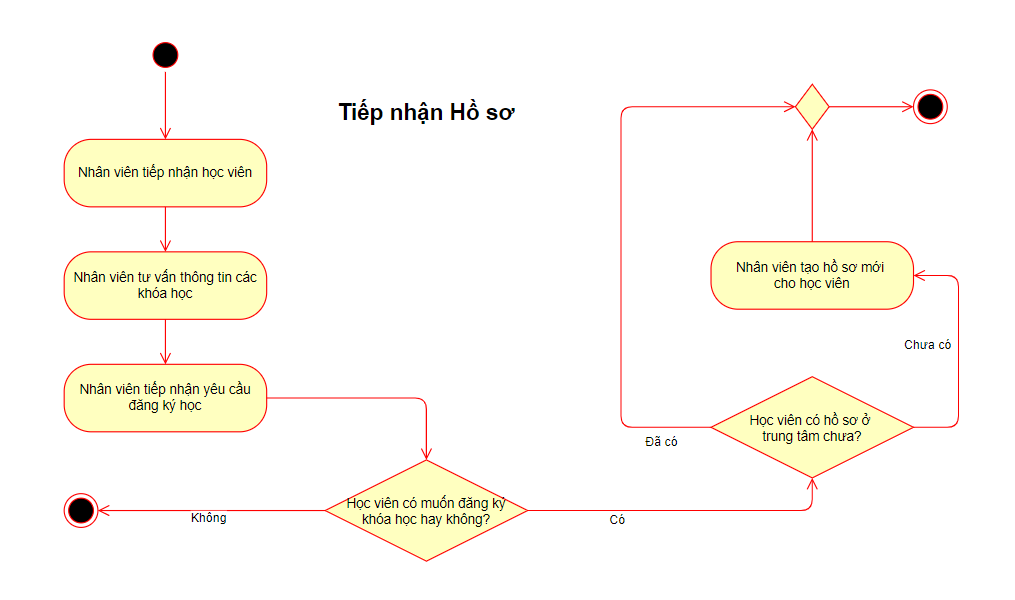 Tiếp nhận Hồ sơ
Nhân viên tiếp nhận học viên
Nhân viên tư vấn thông tin các
khóa học
Nhân viên tiếp nhận yêu cầu
đăng ký học
Học viên có muốn đăng ký
khóa học hay không?
Không
Có
Học viên có hồ sơ ở
trung tâm chưa?
Đã có
Chưa có
Nhân viên tạo hồ sơ mới
cho học viên